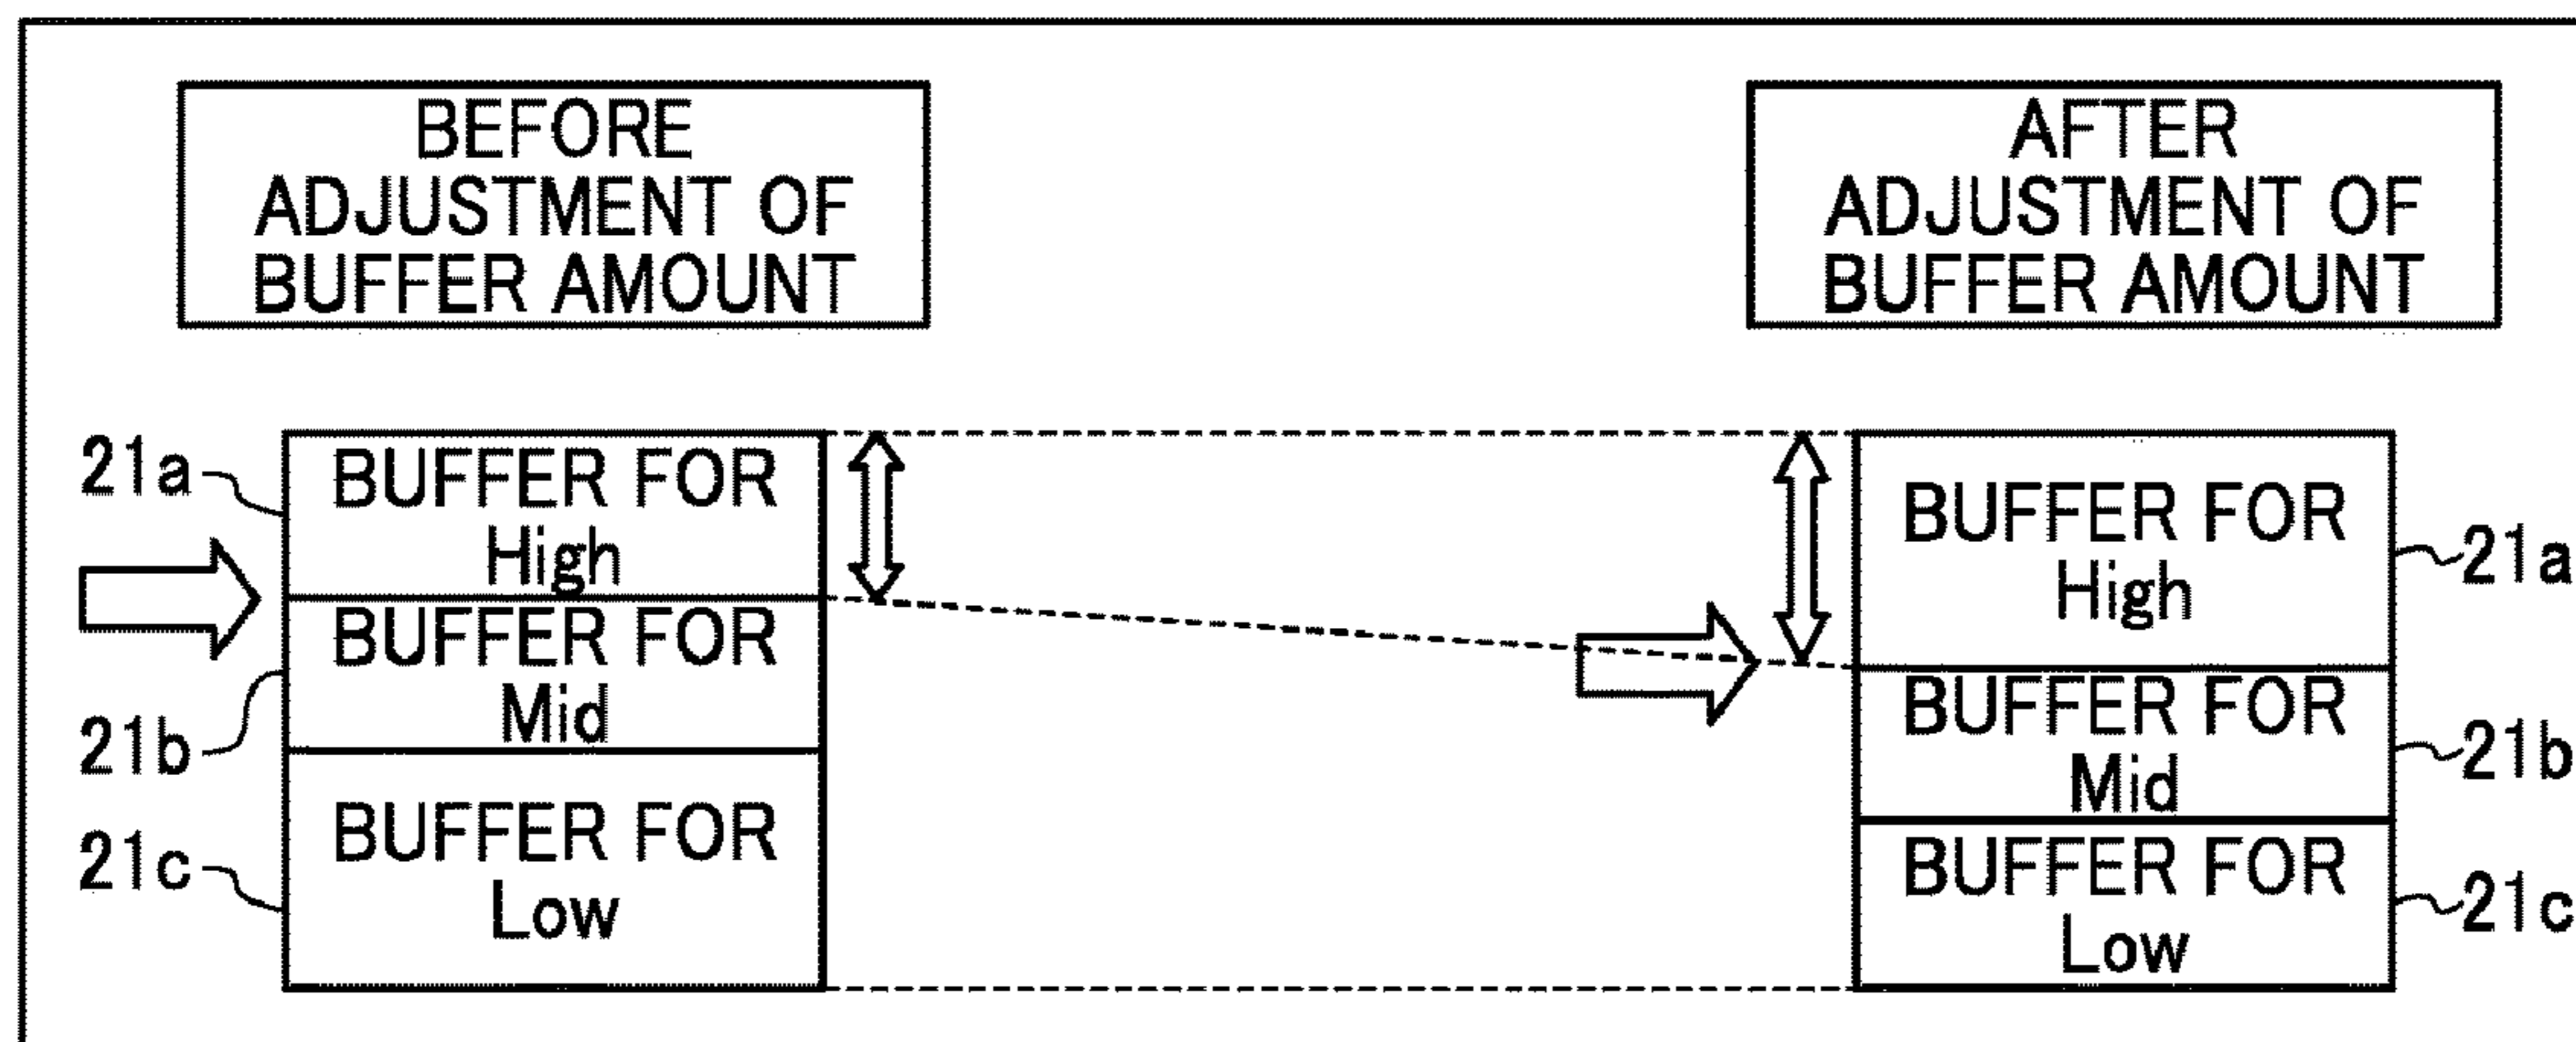 BEFORE
ADJUSTMENT OF
BUFFER AMOUNT
AFTER
ADJUSTMENT OF
BUFFER AMOUNT
21a
BUFFER FOR
High
21b
BUFFER FOR
Mid
21c
BUFFER FOR
Low
BUFFER FOR
High
21a
BUFFER FOR
Mid
21b
BUFFER FOR
Low
21c